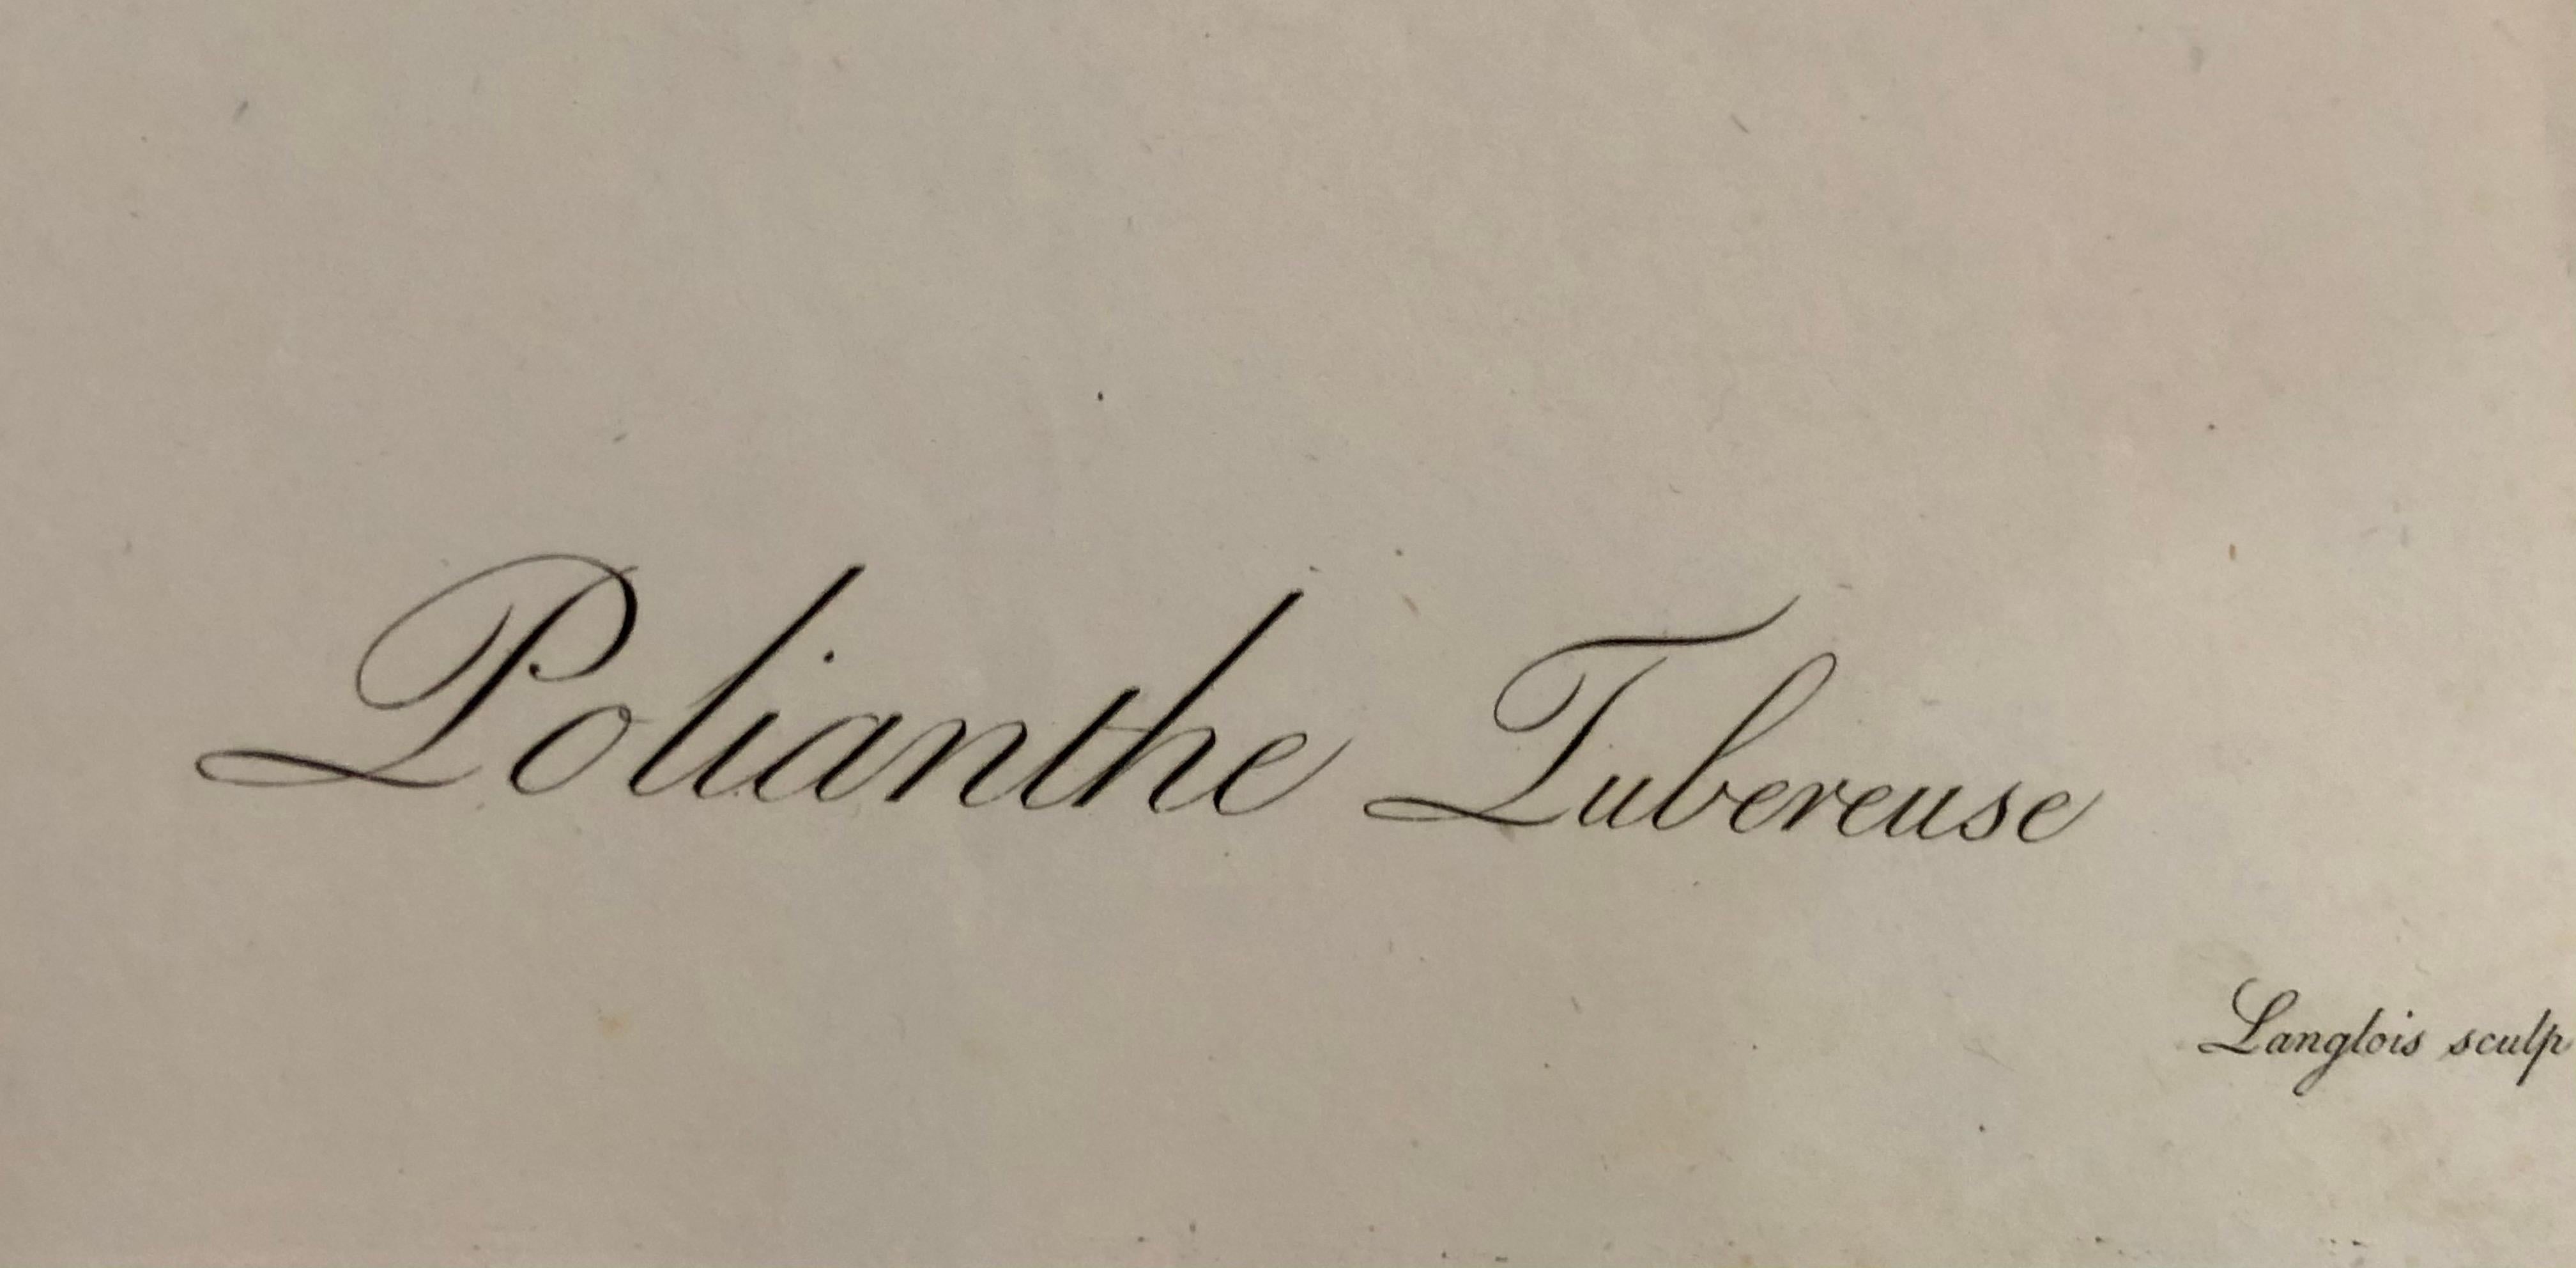 Polianthe Tubereuse
Langlois sculp